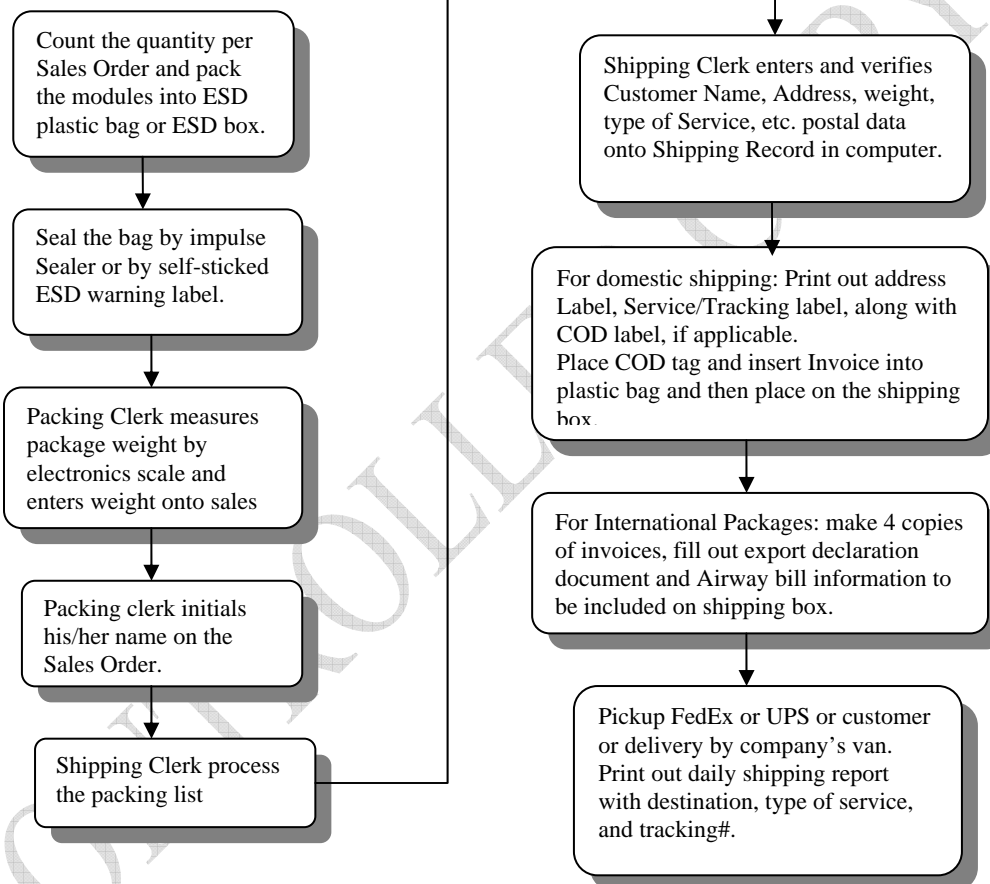 Count the quantity per
Sales Order and pack
the modules into ESD
plastic bag or ESD box.
Seal the bag by impulse
Sealer or by self-sticked
ESD warning label.
Packing Clerk measures
package weight by
electronics scale and
enters weight onto sales
Packing clerk initials
his/her name on the
Sales Order.
Shipping Clerk process
the packing list
Shipping Clerk enters and verifies
Customer Name, Address, weight,
type of Service, etc. postal data
onto Shipping Record in computer.
For domestic shipping: Print out address
Label, Service/Tracking label, along with
COD label, if applicable.
Place COD tag and insert Invoice into
plastic bag and then place on the shipping
box.
For International Packages: make 4 copies
of invoices, fill out export declaration
document and Airway bill information to
be included on shipping box.
Pickup FedEx or UPS or customer
or delivery by company’s van.
Print out daily shipping report
with destination, type of service,
and tracking#.